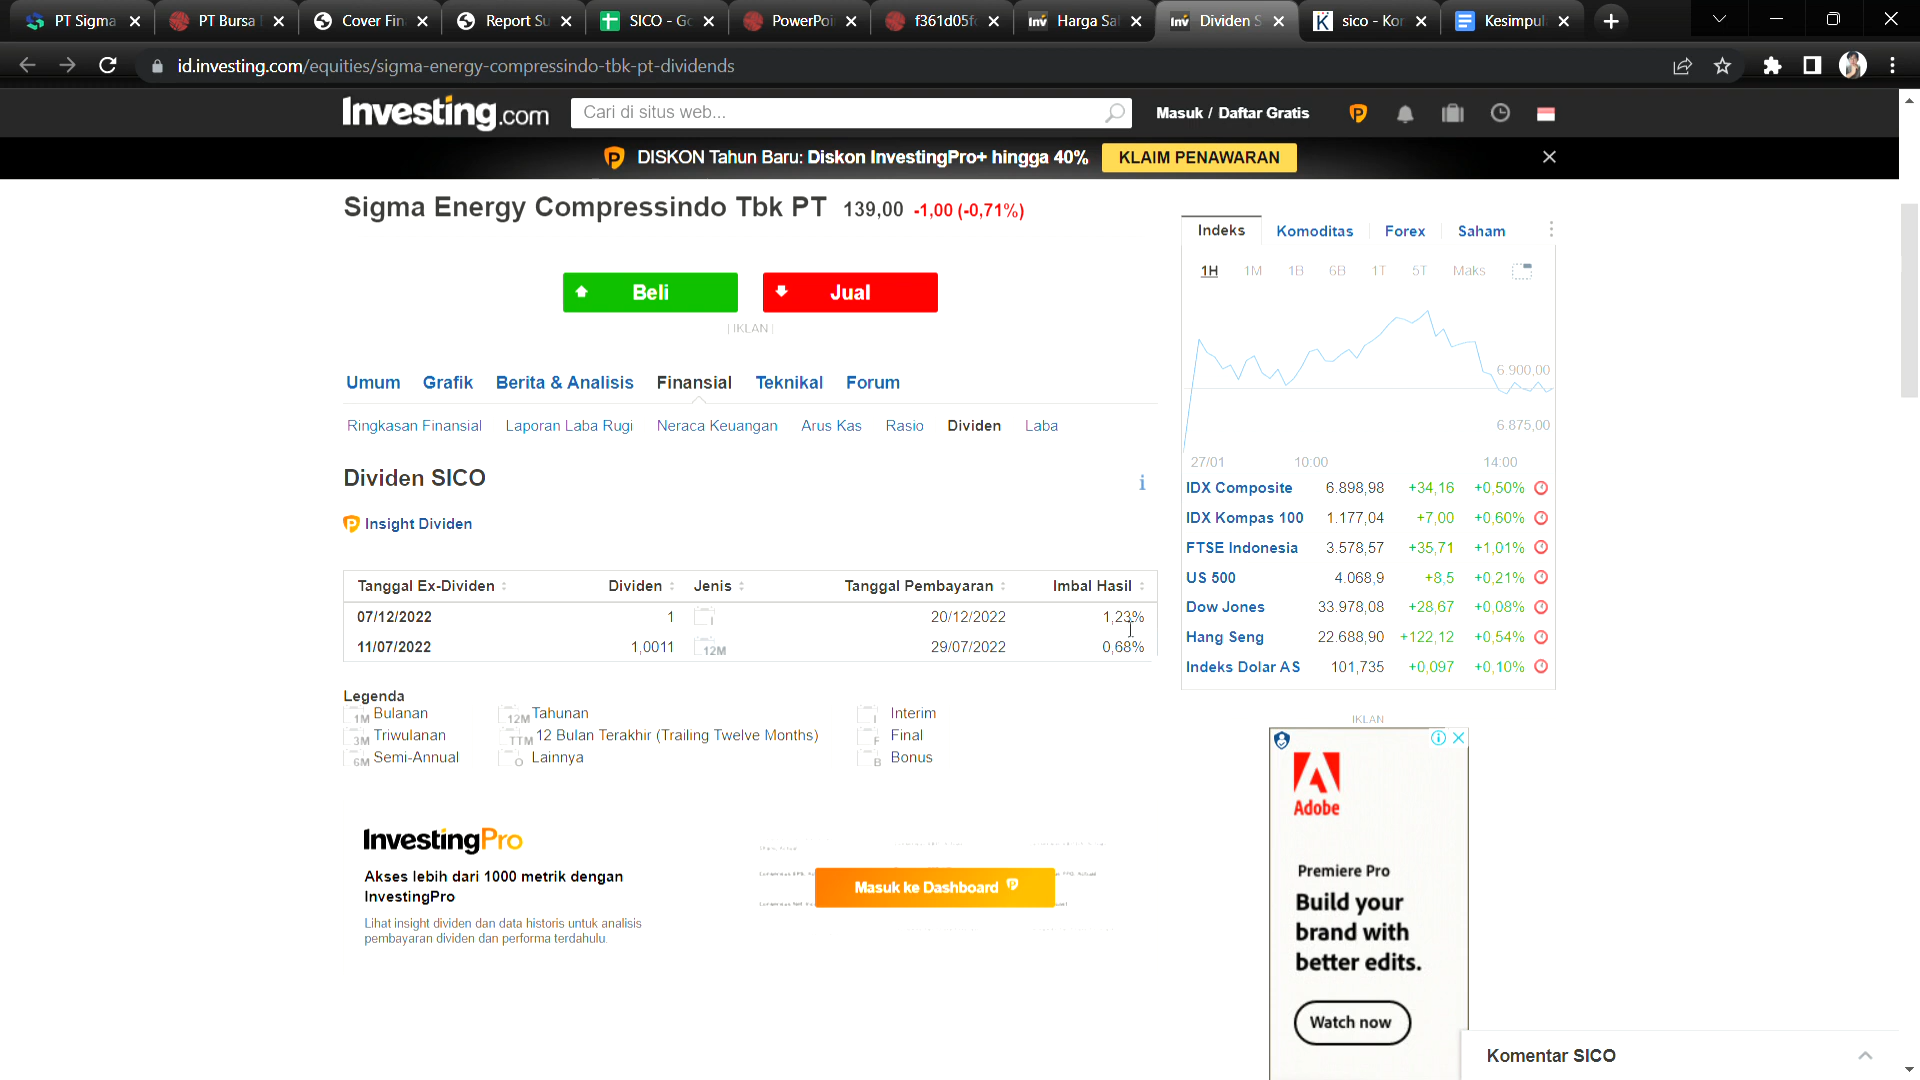 PT Sigma
PT Bursa
Cover Fin
Report Su
SICO - Go
PowerPoi
f361d05f
Harga Sa
Dividen S
sico - Kor
Kesimpul
id.investing.com/equities/sigma-energy-compressindo-tbk-pt-dividends
Investing.com
Cari di situs web...
Masuk / Daftar Gratis
DISKON Tahun Baru: Diskon InvestingPro+ hingga 40%
KLAIM PENAWARAN
Sigma Energy Compressindo Tbk PT 139,00 -1,00 (-0,71%)
Beli
Jual
| IKLAN |
Umum Grafik Berita & Analisis Finansial Teknikal Forum
Ringkasan Finansial Laporan Laba Rugi Neraca Keuangan Arus Kas Rasio Dividen Laba
Dividen SICO
Insight Dividen
Tanggal Ex-Dividen Dividen Jenis Tanggal Pembayaran Imbal Hasil
07/12/2022 1 I 20/12/2022 1,23%
11/07/2022 1,0011 12M 29/07/2022 0,68%
Legenda
1M Bulanan 12M Tahunan I Interim
3M Triwulanan TTM 12 Bulan Terakhir (Trailing Twelve Months) F Final
6M Semi-Annual O Lainnya B Bonus
InvestingPro
Akses lebih dari 1000 metrik dengan
InvestingPro
Lihat insight dividen dan data historis untuk analisis
pembayaran dividen dan performa terdahulu.
Masuk ke Dashboard
Indeks Komoditas Forex Saham
1H 1M 1B 6B 1T 5T Maks
6.900,00
6.875,00
27/01 10:00 14:00
IDX Composite 6.898,98 +34,16 +0,50%
IDX Kompas 100 1.177,04 +7,00 +0,60%
FTSE Indonesia 3.578,57 +35,71 +1,01%
US 500 4.068,9 +8,5 +0,21%
Dow Jones 33.978,08 +28,67 +0,08%
Hang Seng 22.688,90 +122,12 +0,54%
Indeks Dolar AS 101,735 +0,097 +0,10%
IKLAN
Adobe
Premiere Pro
Build your
brand with
better edits.
Watch now
Komentar SICO